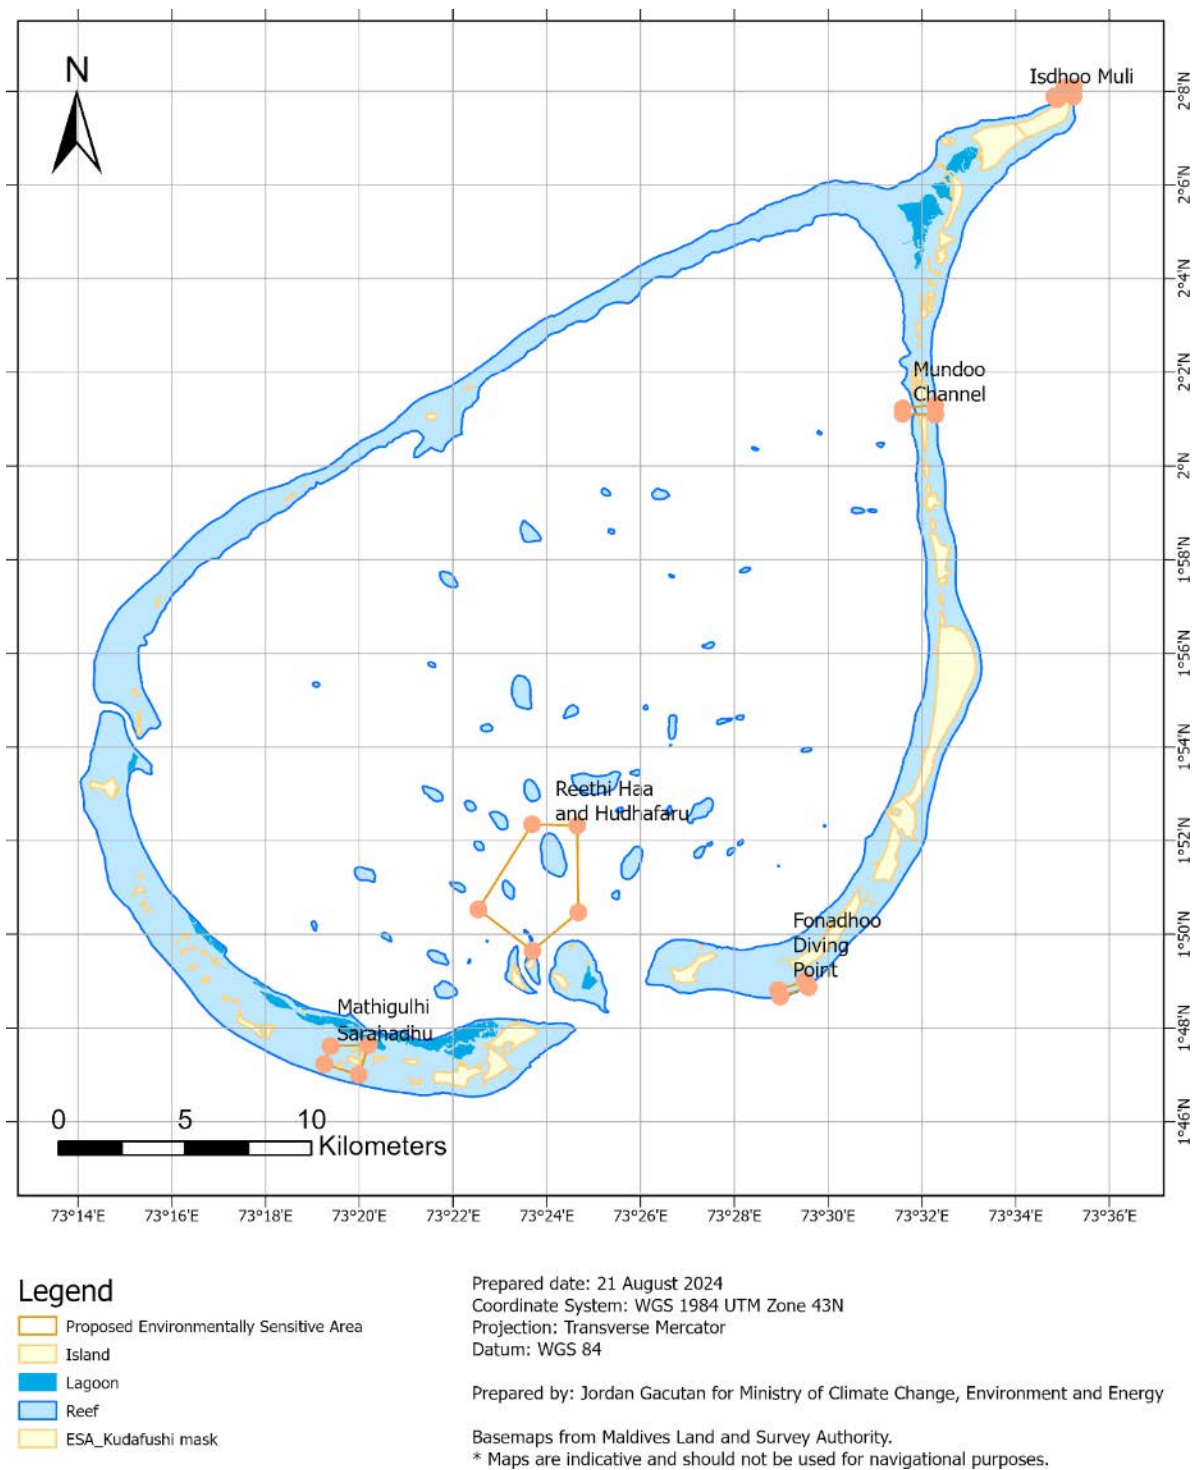 N
Isdhoo Muli
2°8'N
2°6'N
2°4'N
2°2'N
Mundoo
Channel
2°N
1°58'N
1°56'N
1°54'N
Reethi Haa
and Hudhafaru
1°52'N
Fonadhoo
Diving
Point
1°50'N
Mathigulhi
Sarahadhu
1°48'N
1°46'N
0 5 10
Kilometers
73°14'E 73°16'E 73°18'E 73°20'E 73°22'E 73°24'E 73°26'E 73°28'E 73°30'E 73°32'E 73°34'E 73°36'E
Legend
Proposed Environmentally Sensitive Area
Island
Lagoon
Reef
ESA_Kudafushi mask
Prepared date: 21 August 2024
Coordinate System: WGS 1984 UTM Zone 43N
Projection: Transverse Mercator
Datum: WGS 84
Prepared by: Jordan Gacutan for Ministry of Climate Change, Environment and Energy
Basemaps from Maldives Land and Survey Authority.
* Maps are indicative and should not be used for navigational purposes.